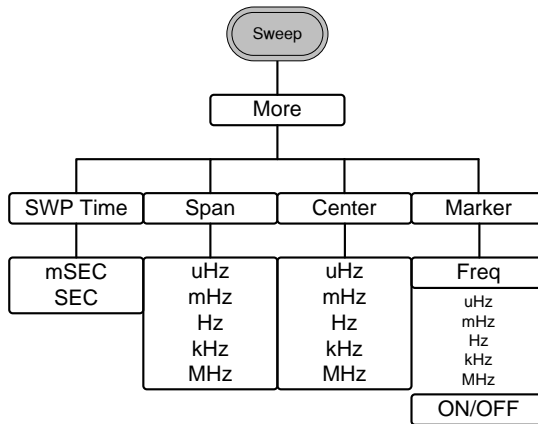 Sweep
More
SWP Time
Span
Center
Marker
mSEC
SEC
uHz
mHz
Hz
kHz
MHz
uHz
mHz
Hz
kHz
MHz
Freq
uHz
mHz
Hz
kHz
MHz
ON/OFF